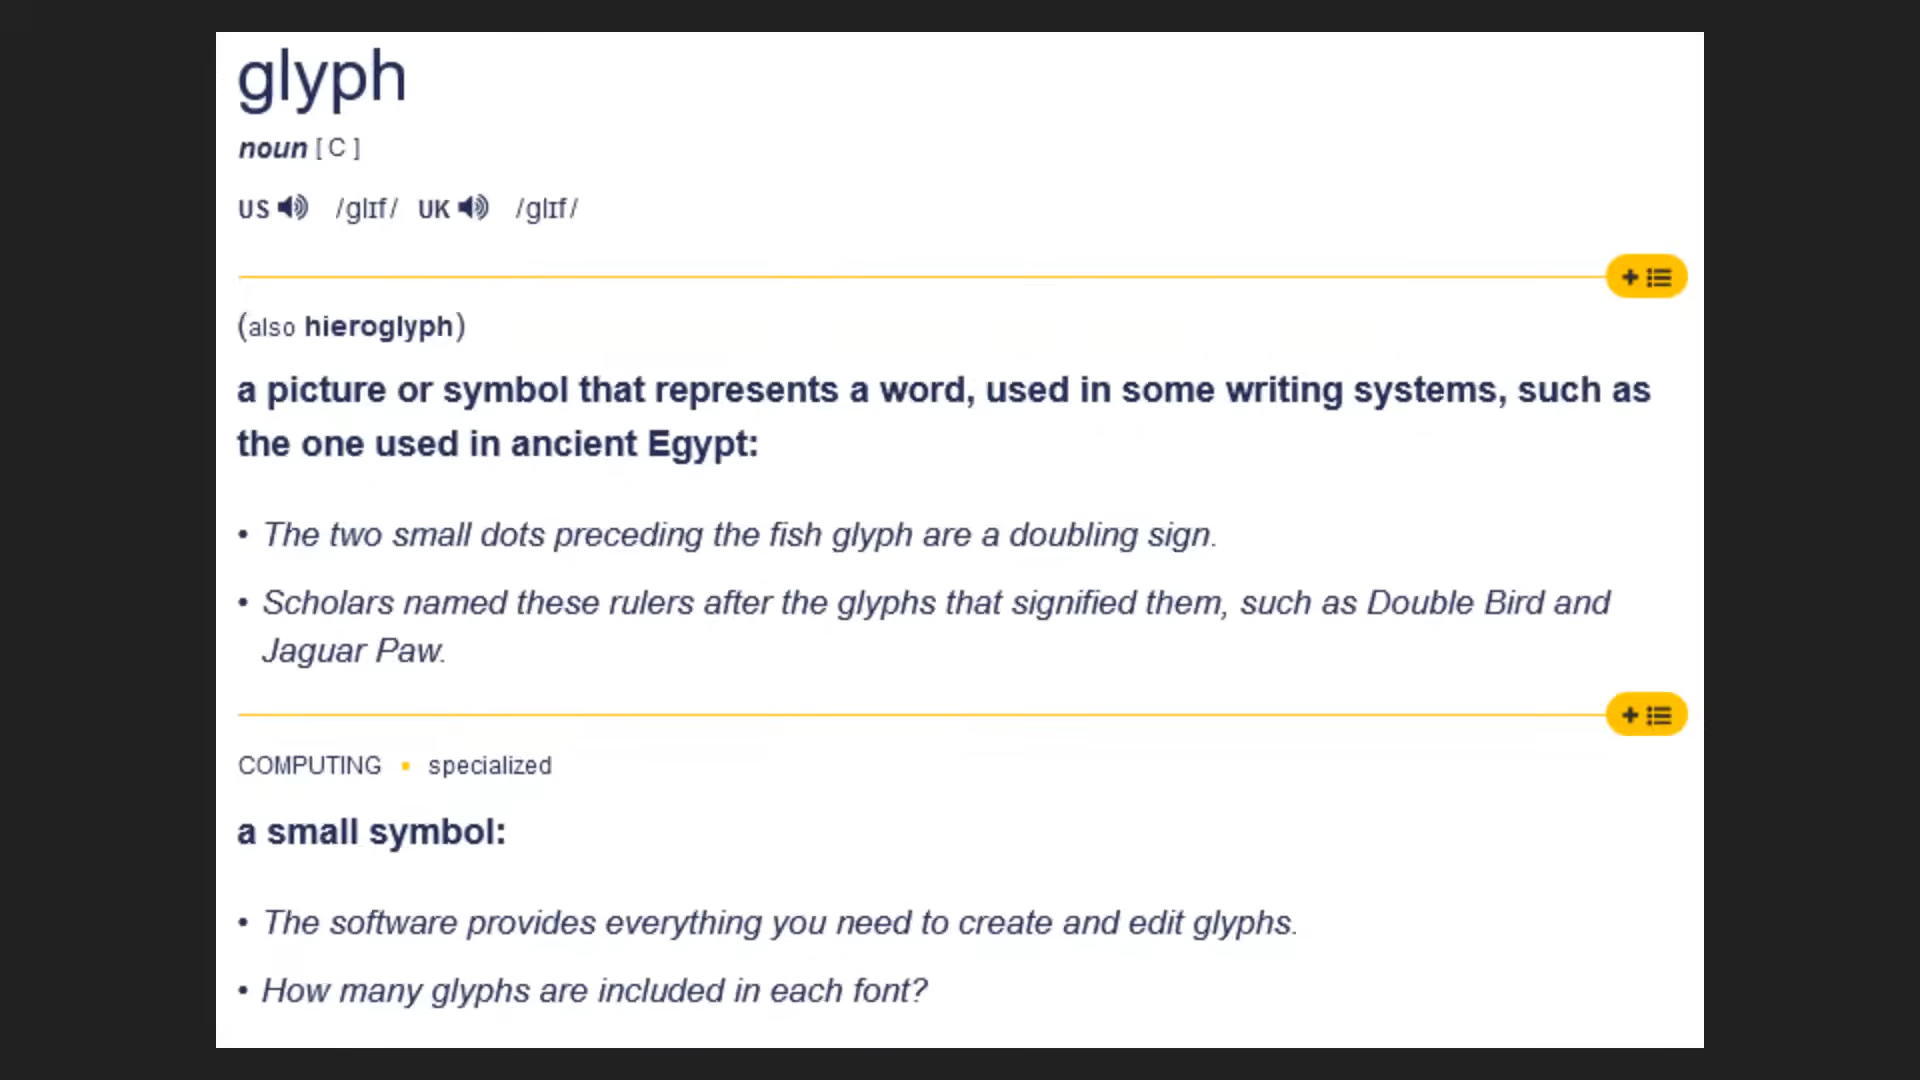 glyph
noun [ C ]
US /ɡlɪf/ UK /ɡlɪf/
(also hieroglyph)
a picture or symbol that represents a word, used in some writing systems, such as
the one used in ancient Egypt:
• The two small dots preceding the fish glyph are a doubling sign.
• Scholars named these rulers after the glyphs that signified them, such as Double Bird and
Jaguar Paw.
COMPUTING • specialized
a small symbol:
• The software provides everything you need to create and edit glyphs.
• How many glyphs are included in each font?